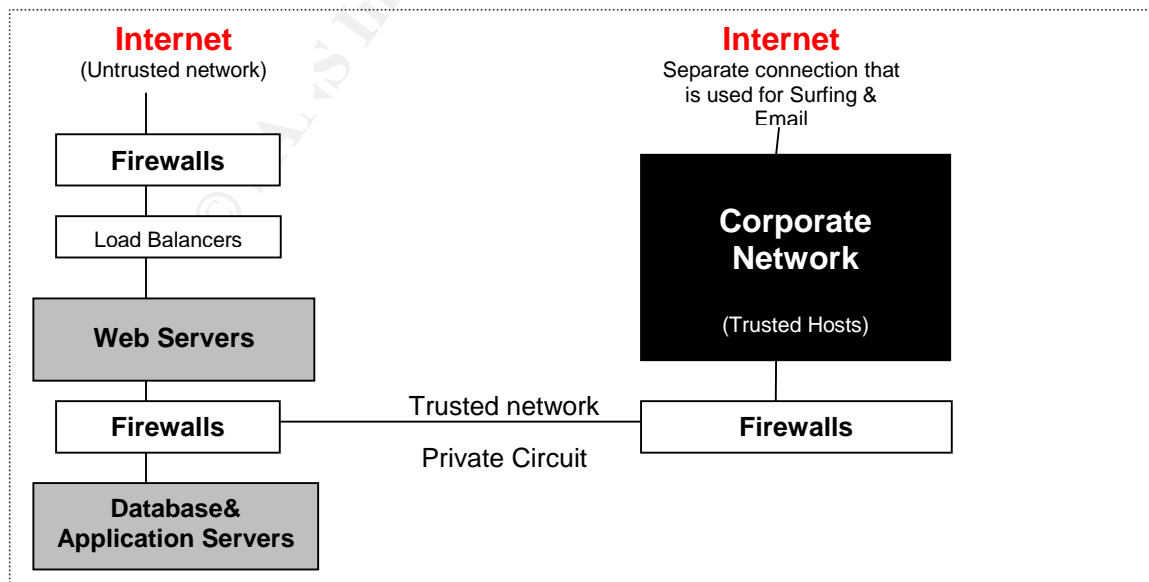 Internet
(Untrusted network)
Firewalls
Load Balancers
Web Servers
Firewalls
Database&
Application Servers
Trusted network
Private Circuit
Internet
Separate connection that
is used for Surfing &
Email
Corporate
Network
(Trusted Hosts)
Firewalls